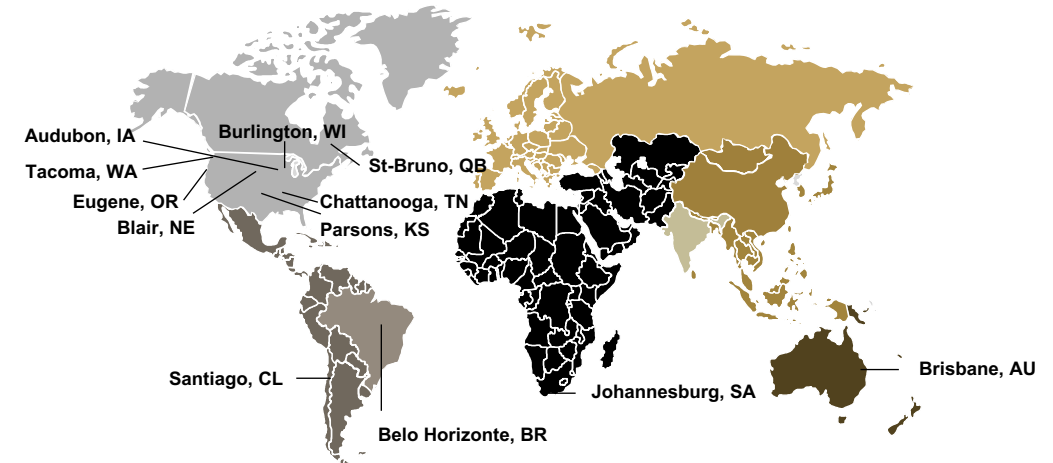 Audubon, IA
Burlington, WI
Tacoma, WA
St-Bruno, QB
Eugene, OR
Chattanooga, TN
Blair, NE
Parsons, KS
Santiago, CL
Johannesburg, SA
Brisbane, AU
Belo Horizonte, BR